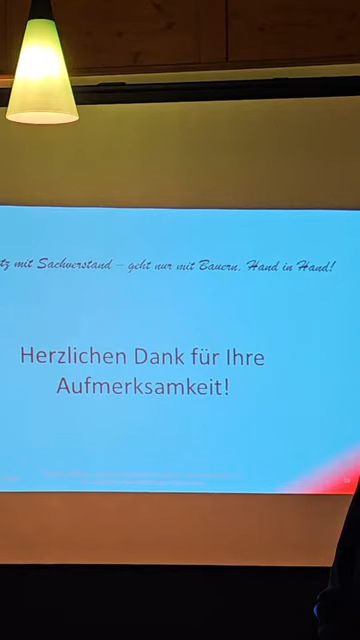 tz mit Sachverstand – geht nur mit Bauern, Hand in Hand!
Herzlichen Dank für Ihre
Aufmerksamkeit!